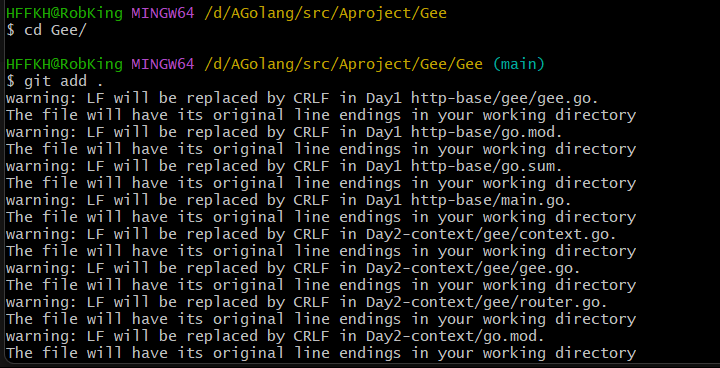 HFFKH@RobKing MINGW64 /d/AGolang/src/Aproject/Gee
$ cd Gee/
HFFKH@RobKing MINGW64 /d/AGolang/src/Aproject/Gee/Gee (main)
$ git add .
warning: LF will be replaced by CRLF in Day1 http-base/gee/gee.go.
The file will have its original line endings in your working directory
warning: LF will be replaced by CRLF in Day1 http-base/go.mod.
The file will have its original line endings in your working directory
warning: LF will be replaced by CRLF in Day1 http-base/go.sum.
The file will have its original line endings in your working directory
warning: LF will be replaced by CRLF in Day1 http-base/main.go.
The file will have its original line endings in your working directory
warning: LF will be replaced by CRLF in Day2-context/gee/context.go.
The file will have its original line endings in your working directory
warning: LF will be replaced by CRLF in Day2-context/gee/gee.go.
The file will have its original line endings in your working directory
warning: LF will be replaced by CRLF in Day2-context/gee/router.go.
The file will have its original line endings in your working directory
warning: LF will be replaced by CRLF in Day2-context/go.mod.
The file will have its original line endings in your working directory